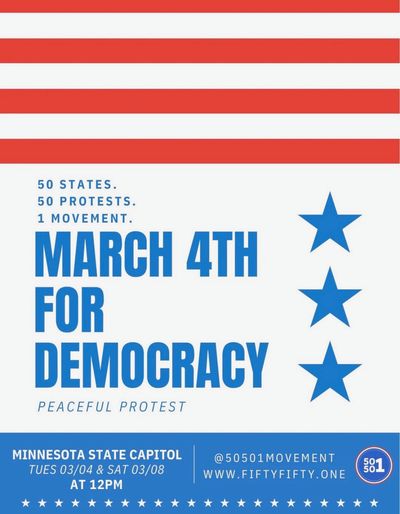 50 STATES.
50 PROTESTS.
1 MOVEMENT.
MARCH 4TH
FOR
DEMOCRACY
PEACEFUL PROTEST
MINNESOTA STATE CAPITOL
TUES 03/04 & SAT 03/08
AT 12PM
@50501MOVEMENT
WWW.FIFTYFIFTY.ONE
50
50
1